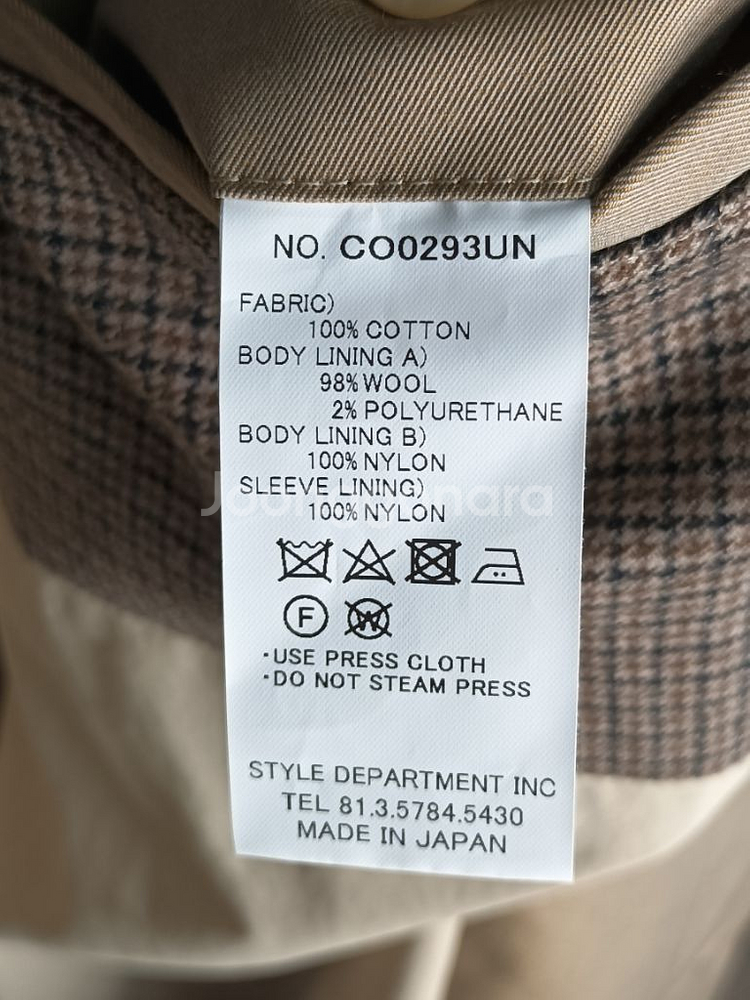 NO. CO0293UN
FABRIC)
100% COTTON
BODY LINING A)
98% WOOL
2% POLYURETHANE
BODY LINING B)
100% NYLON
SLEEVE LINING)
100% NYLON
F
W
·USE PRESS CLOTH
·DO NOT STEAM PRESS
STYLE DEPARTMENT INC
TEL 81.3.5784.5430
MADE IN JAPAN